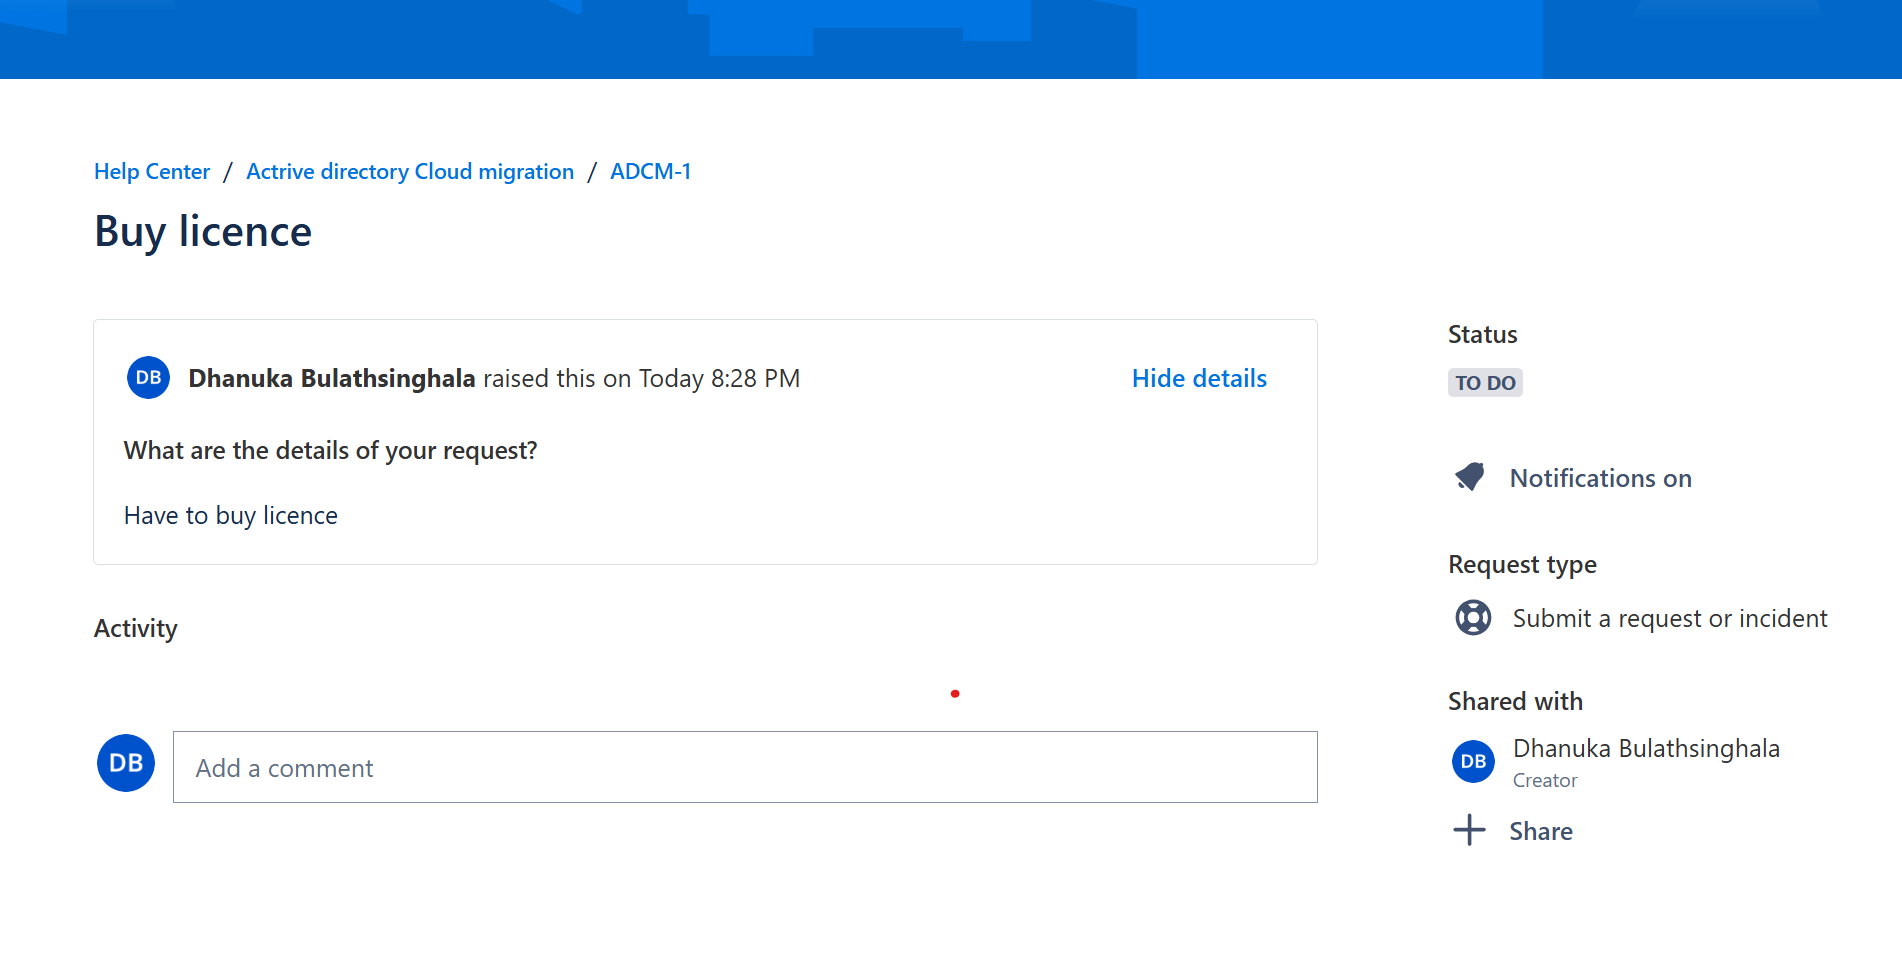 Help Center / Actrive directory Cloud migration / ADCM-1
Buy licence
DB Dhanuka Bulathsinghala raised this on Today 8:28 PM Hide details
What are the details of your request?
Have to buy licence
Activity
DB Add a comment
Status
TO DO
Notifications on
Request type
Submit a request or incident
Shared with
DB Dhanuka Bulathsinghala
Creator
Share